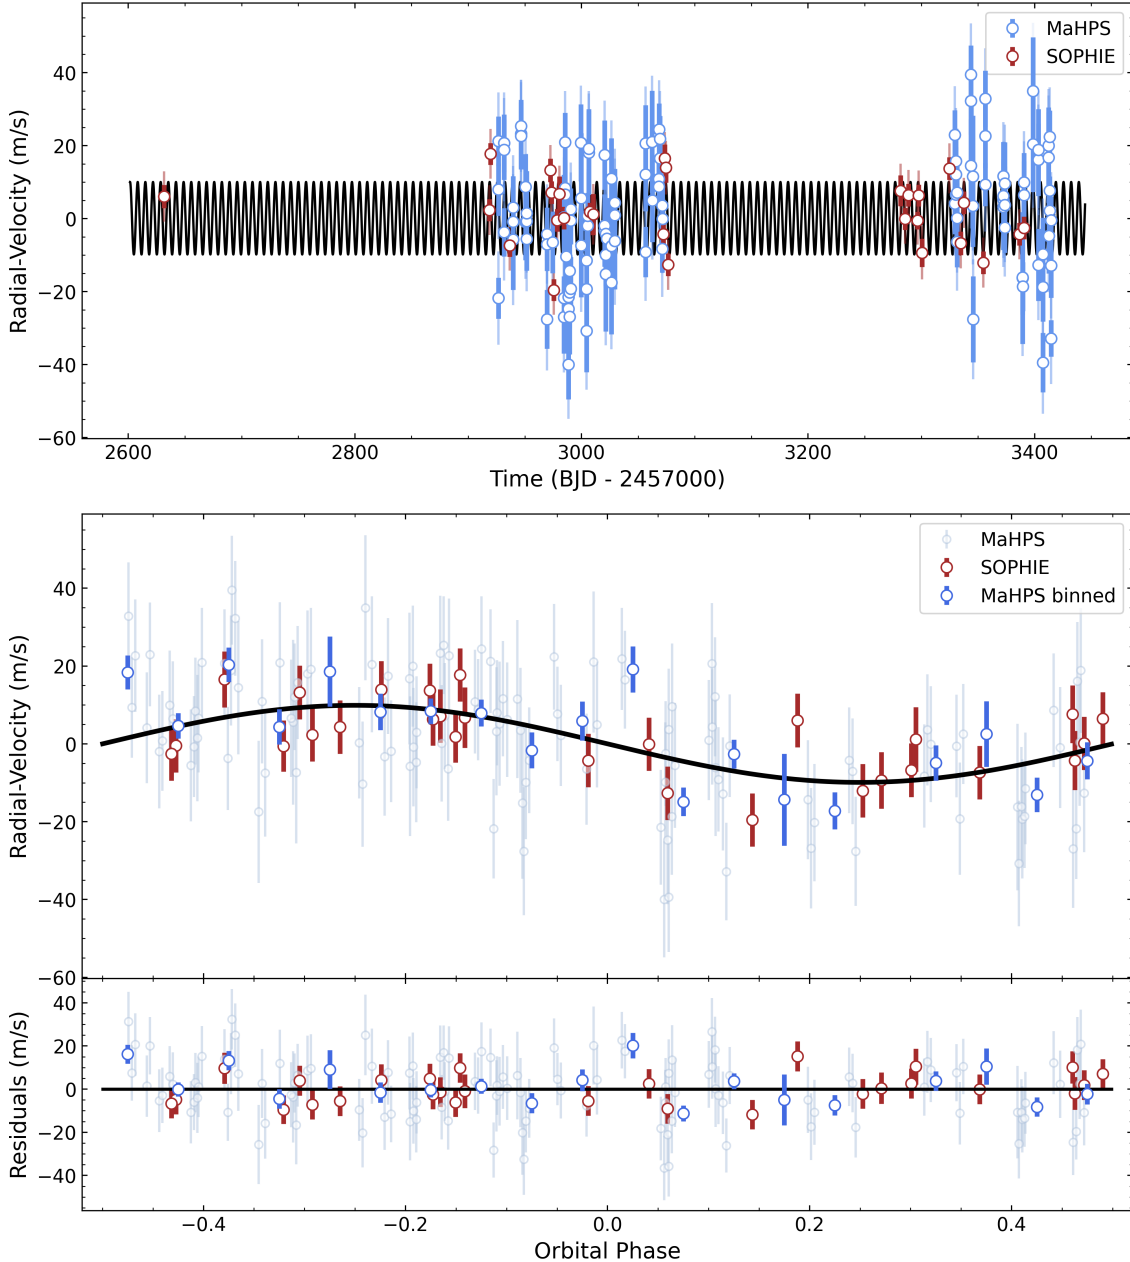 MaHPS
SOPHIE
40
20
0
−20
−40
−60
Radial-Velocity (m/s)
2600 2800 3000 3200 3400
Time (BJD - 2457000)
MaHPS
SOPHIE
MaHPS binned
40
20
0
−20
−40
−60
Radial-Velocity (m/s)
40
20
0
−20
−40
Residuals (m/s)
−0.4 −0.2 0.0 0.2 0.4
Orbital Phase